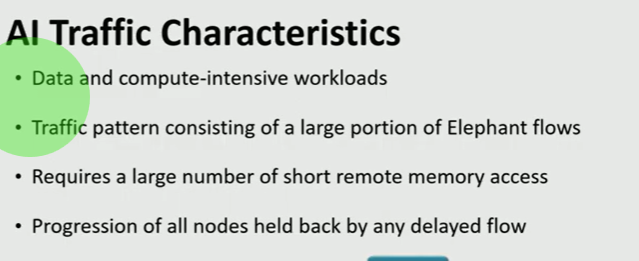 AI Traffic Characteristics
• Data and compute-intensive workloads
• Traffic pattern consisting of a large portion of Elephant flows
• Requires a large number of short remote memory access
• Progression of all nodes held back by any delayed flow